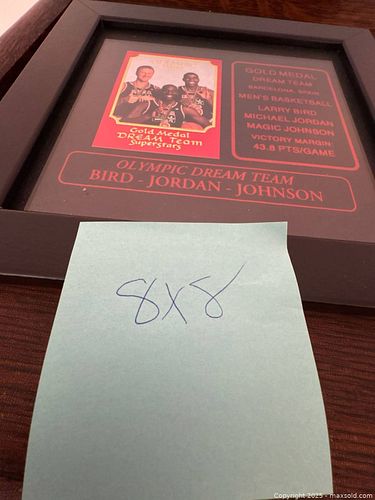 Gold Medal
DREAM TEAM
Superstars
GOLD MEDAL
DREAM TEAM
BARCELONA, SPAIN
MEN'S BASKETBALL
LARRY BIRD
MICHAEL JORDAN
MAGIC JOHNSON
VICTORY MARGIN:
43.8 PTS/GAME
OLYMPIC DREAM TEAM
BIRD - JORDAN - JOHNSON
8x8
Copyright 2025 - maxsold.com